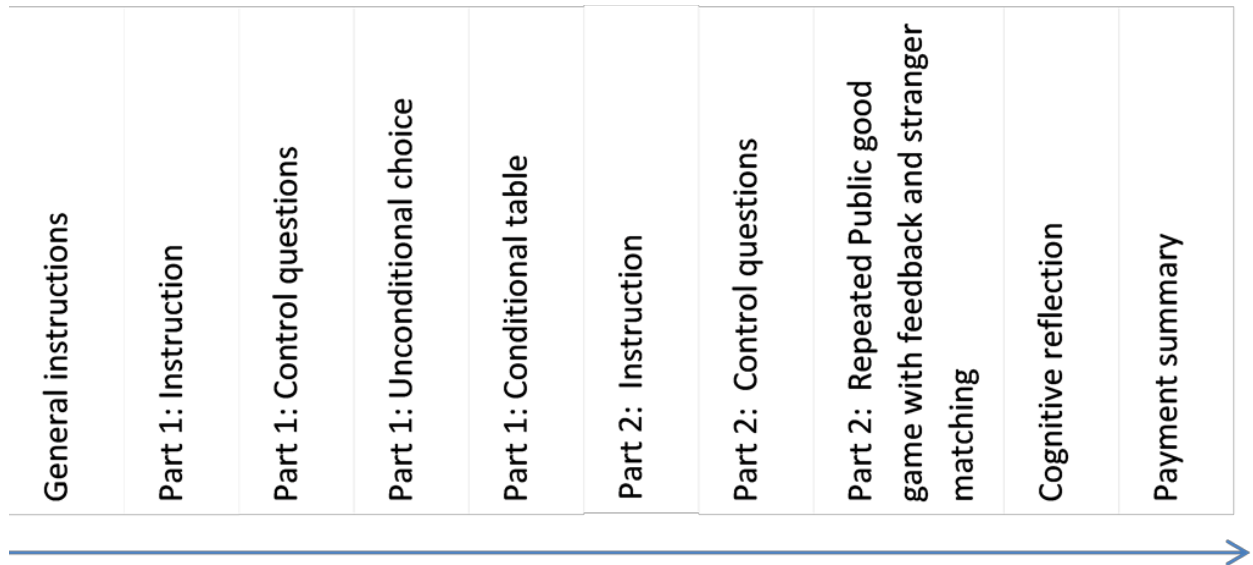 General instructions
Part 1: Instruction
Part 1: Control questions
Part 1: Unconditional choice
Part 1: Conditional table
Part 2: Instruction
Part 2: Control questions
Part 2: Repeated Public good
game with feedback and stranger
matching
Cognitive reflection
Payment summary